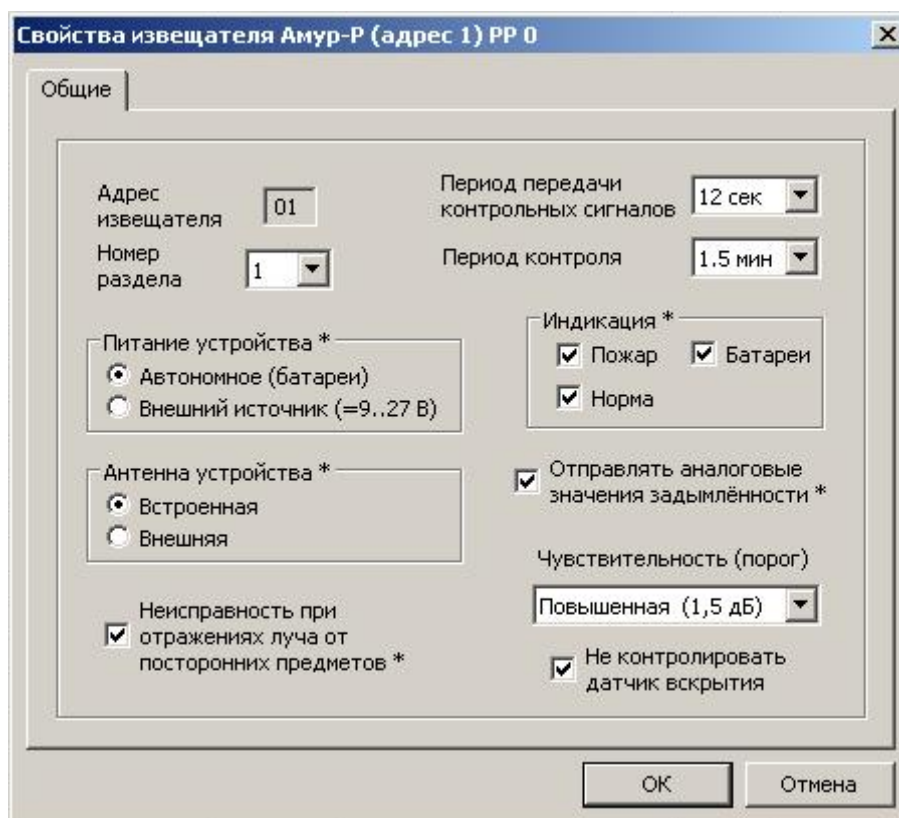 Свойства извещателя Амур-Р (адрес 1) РР 0
Общие
Адрес
извещателя
01
Период передачи
контрольных сигналов
12 сек
Номер
раздела
1
Период контроля
1.5 мин
Питание устройства *
Автономное (батареи)
Внешний источник (=9..27 В)
Индикация *
Пожар
Батареи
Норма
Антенна устройства *
Встроенная
Внешняя
Отправлять аналоговые
значения задымлённости *
Чувствительность (порог)
Повышенная (1,5 дБ)
Неисправность при
отражениях луча от
посторонних предметов *
Не контролировать
датчик вскрытия
ОК
Отмена